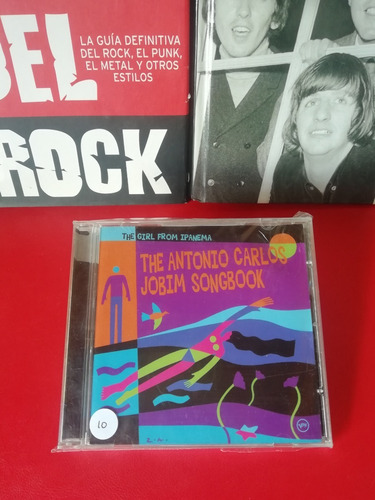 BEL
ROCK
LA GUÍA DEFINITIVA
DEL ROCK, EL PUNK,
EL METAL Y OTROS
ESTILOS
THE GIRL FROM IPANEMA
THE ANTONIO CARLOS
JOBIM SONGBOOK
10